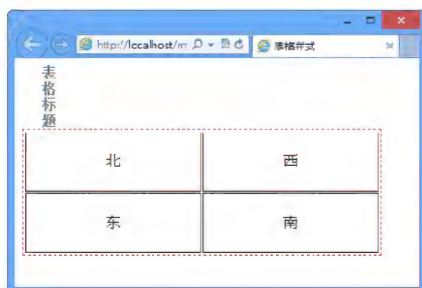 http://localhost/m
表格样式
表
格
标
题
北 西
东 南